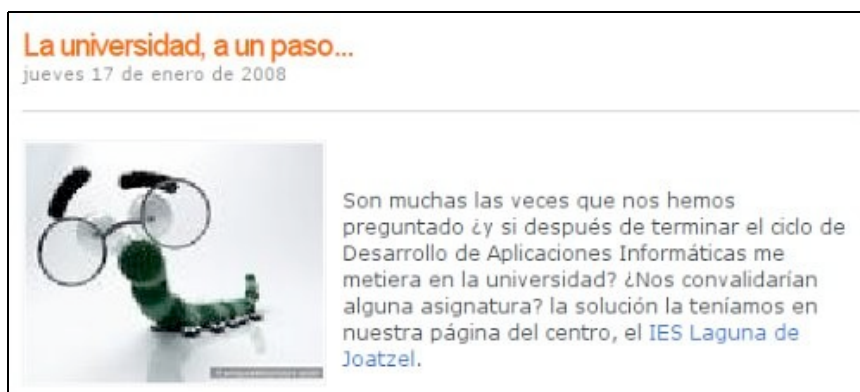 La universidad, a un paso...
jueves 17 de enero de 2008
Son muchas las veces que nos hemos
preguntado ¿y si después de terminar el ciclo de
Desarrollo de Aplicaciones Informáticas me
metiera en la universidad? ¿Nos convalidarían
alguna asignatura? la solución la teníamos en
nuestra página del centro, el IES Laguna de
Joatzel.